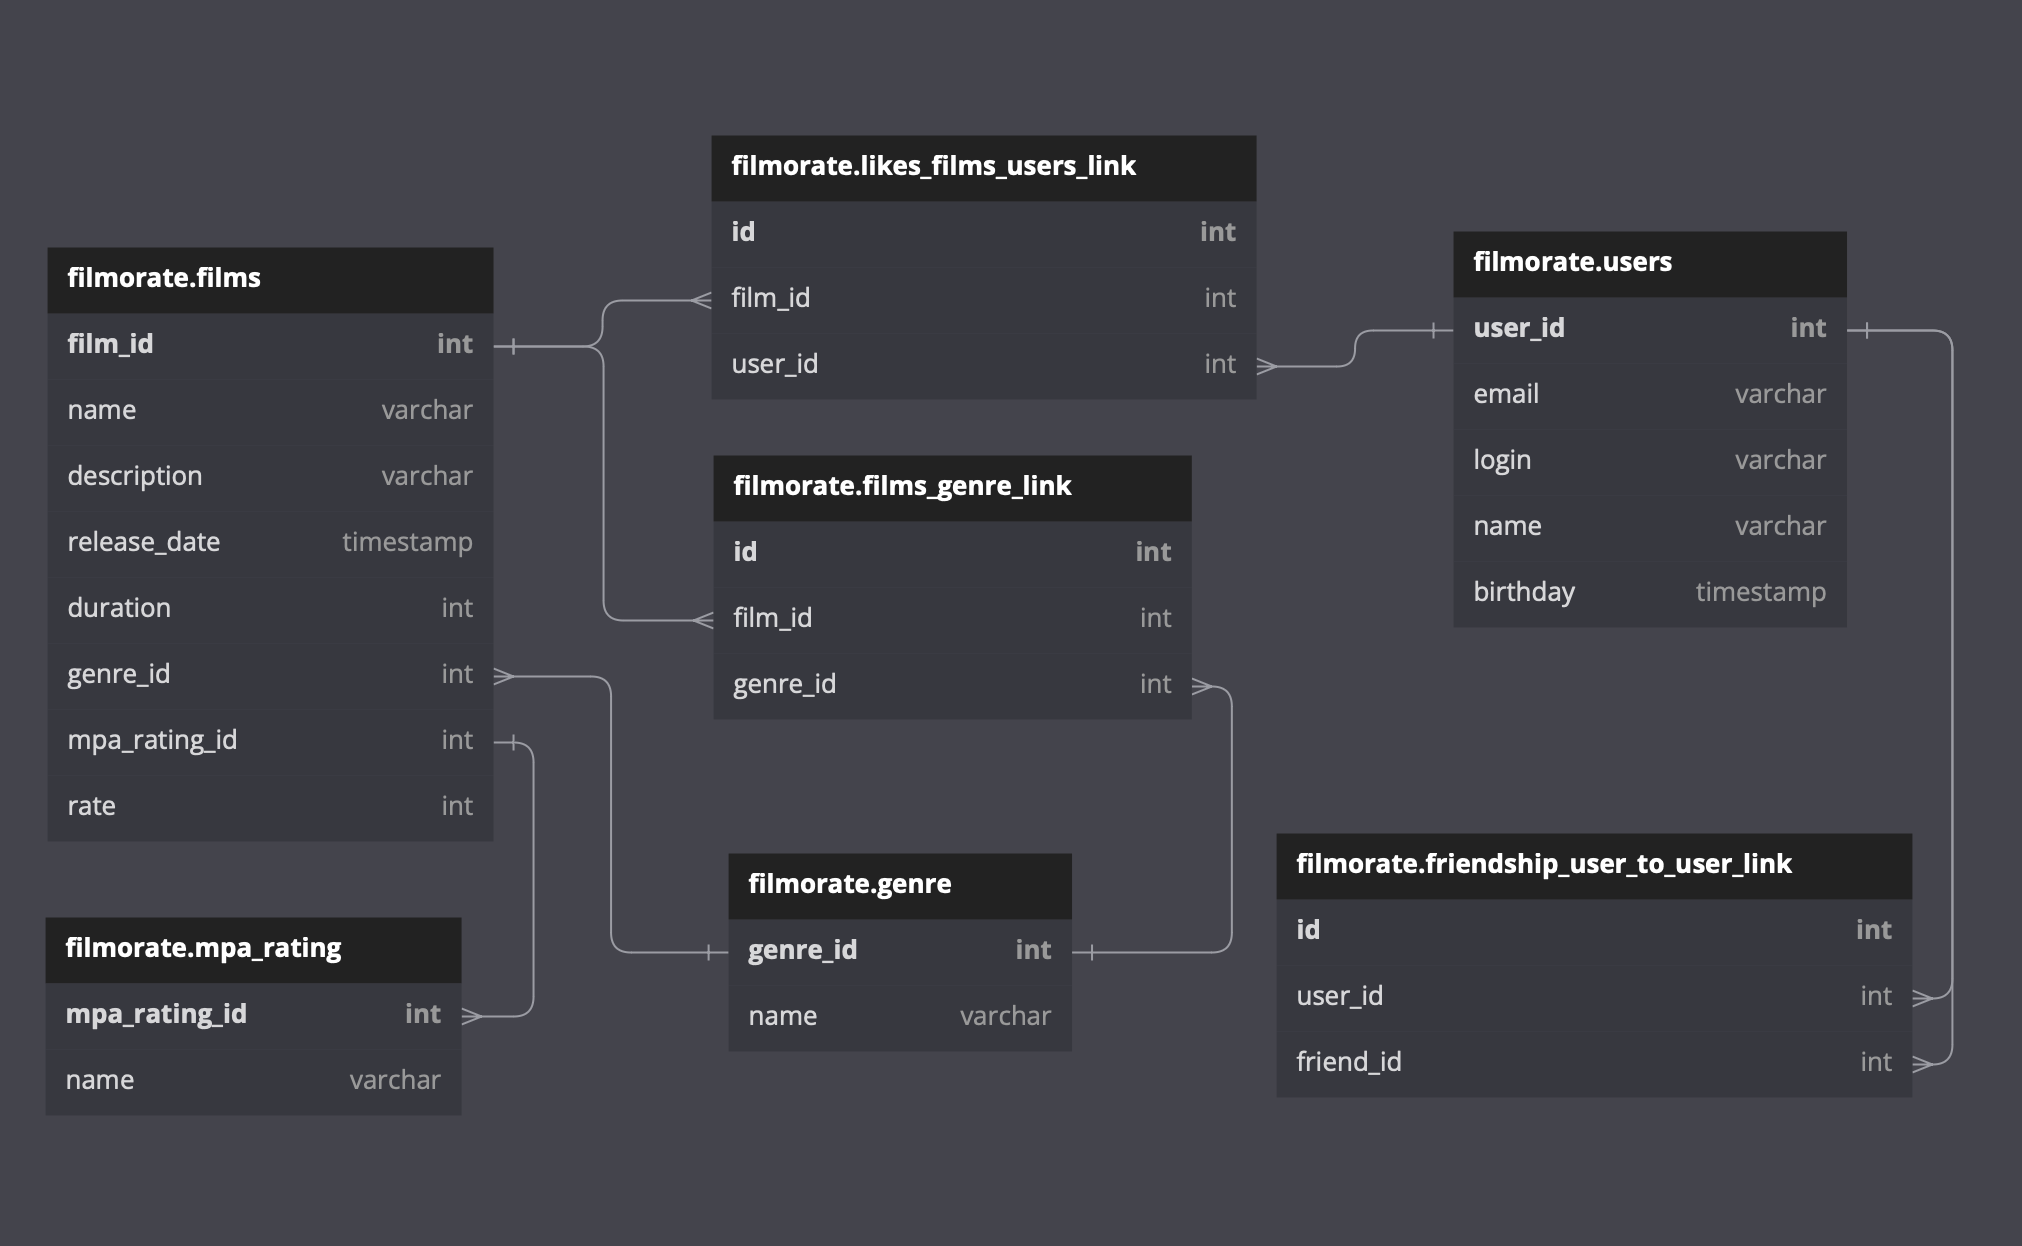 filmorate.films
film_id int
name varchar
description varchar
release_date timestamp
duration int
genre_id int
mpa_rating_id int
rate int
filmorate.mpa_rating
mpa_rating_id int
name varchar
filmorate.likes_films_users_link
id int
film_id int
user_id int
filmorate.films_genre_link
id int
film_id int
genre_id int
filmorate.genre
genre_id int
name varchar
filmorate.users
user_id int
email varchar
login varchar
name varchar
birthday timestamp
filmorate.friendship_user_to_user_link
id int
user_id int
friend_id int